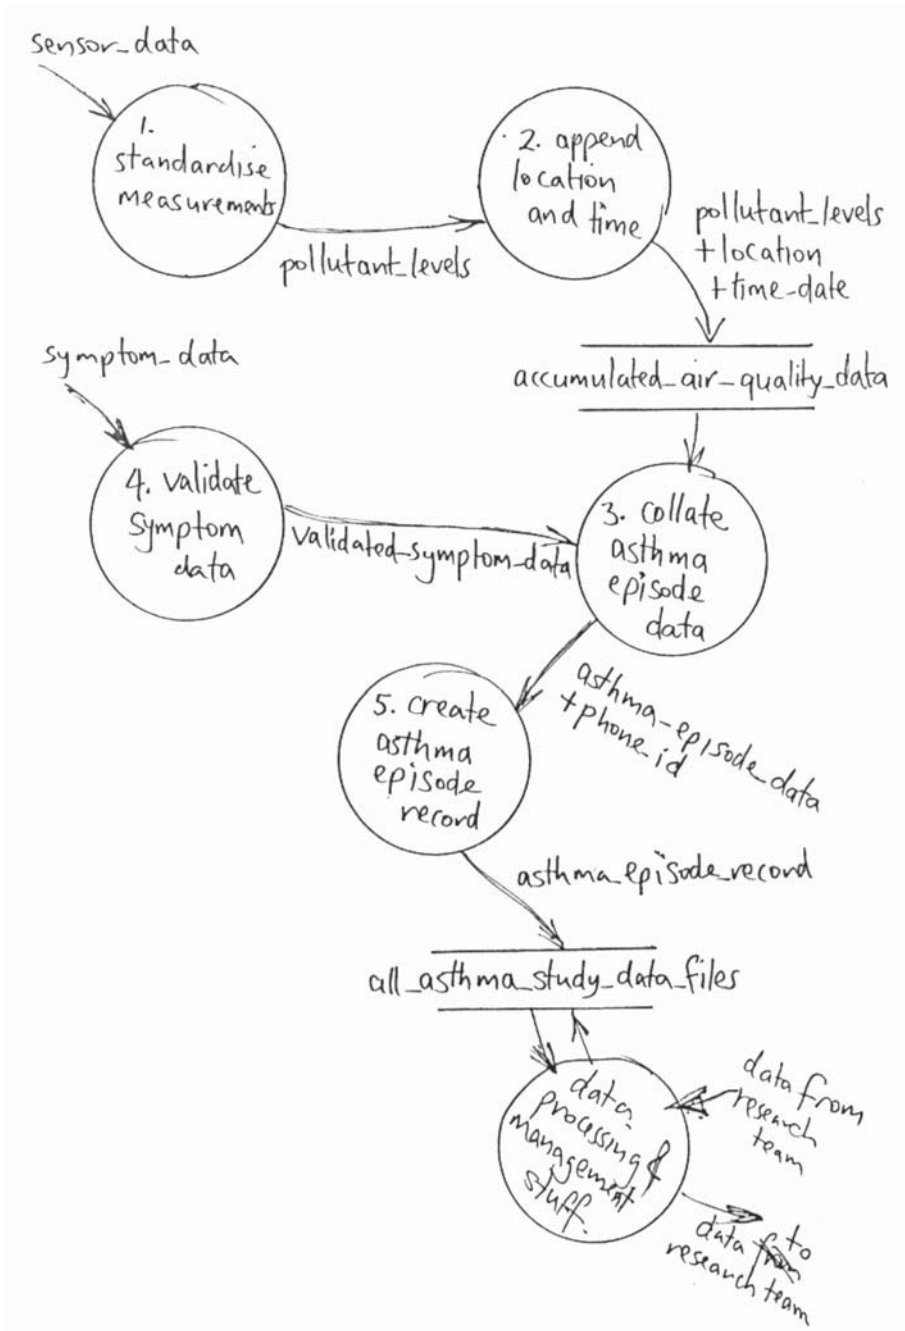 sensor_data
1.
standardise
measurements
pollutant_levels
2. append
location
and time
pollutant_levels
+location
+time_date
accumulated_air_quality_data
symptom_data
4. validate
symptom
data
validated_symptom_data
3. collate
asthma
episode
data
asthma_episode_data
+phone_id
5. create
asthma
episode
record
asthma_episode_record
all_asthma_study_data_files
data
processing &
management
stuff.
data from
research
team
to
data from
research team